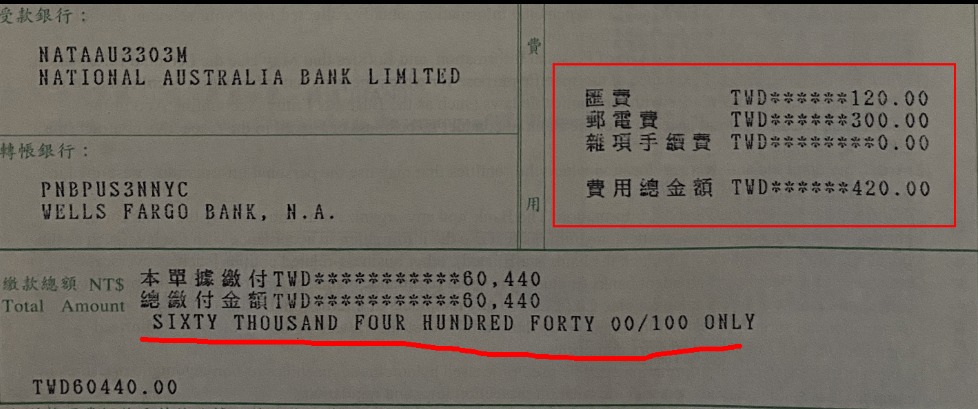 受款銀行：
NATAAU3303M
NATIONAL AUSTRALIA BANK LIMITED
費
匯費 TWD******120.00
郵電費 TWD******300.00
雜項手續費 TWD********0.00
費用總金額 TWD******420.00
轉帳銀行：
PNBPUS3NNYC
WELLS FARGO BANK, N.A.
用
繳款總額 NT$ 本單據繳付TWD***********60,440
Total Amount 總繳付金額TWD***********60,440
SIXTY THOUSAND FOUR HUNDRED FORTY 00/100 ONLY
TWD60440.00